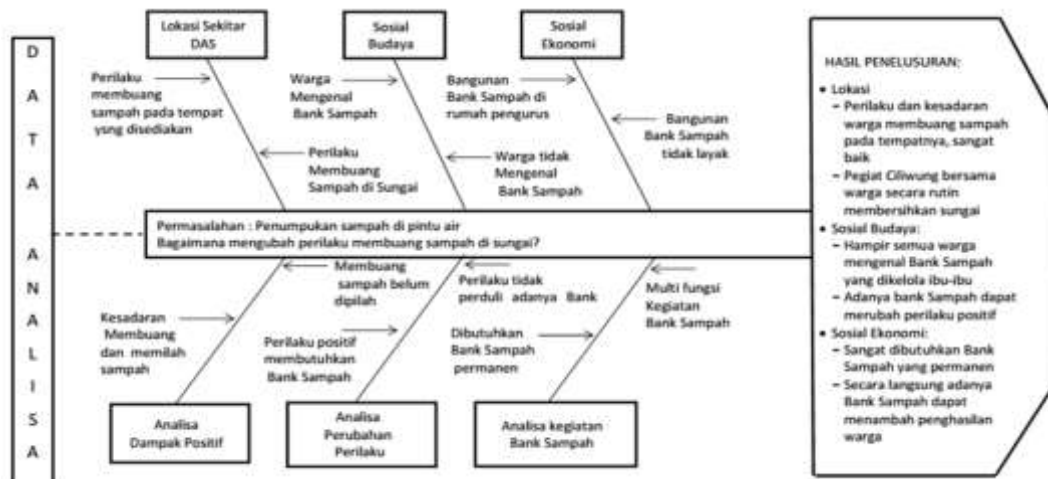 DATA ANALISA
Lokasi Sekitar
DAS
Sosial
Budaya
Sosial
Ekonomi
Perilaku
membuang
sampah pada tempat
ysng disediakan
Perilaku
Membuang
Sampah di Sungai
Warga
Mengenal
Bank Sampah
Warga tidak
Mengenal
Bank Sampah
Bangunan
Bank Sampah di
rumah pengurus
Bangunan
Bank Sampah
tidak layak
Permasalahan : Penumpukan sampah di pintu air
Bagaimana mengubah perilaku membuang sampah di sungai?
Kesadaran
Membuang
dan memilah
sampah
Membuang
sampah belum
dipilah
Perilaku positif
membutuhkan
Bank Sampah
Perilaku tidak
perduli adanya Bank
Dibutuhkan
Bank Sampah
permanen
Multi fungsi
Kegiatan
Bank Sampah
Analisa
Dampak Positif
Analisa
Perubahan
Perilaku
Analisa kegiatan
Bank Sampah
HASIL PENELUSURAN:
• Lokasi
− Perilaku dan kesadaran
warga membuang sampah
pada tempatnya, sangat
baik
− Pegiat Ciliwung bersama
warga secara rutin
membersihkan sungai
• Sosial Budaya:
− Hampir semua warga
mengenal Bank Sampah
yang dikelola ibu-ibu
− Adanya bank Sampah dapat
merubah perilaku positif
• Sosial Ekonomi:
− Sangat dibutuhkan Bank
Sampah yang permanen
− Secara langsung adanya
Bank Sampah dapat
menambah penghasilan
warga